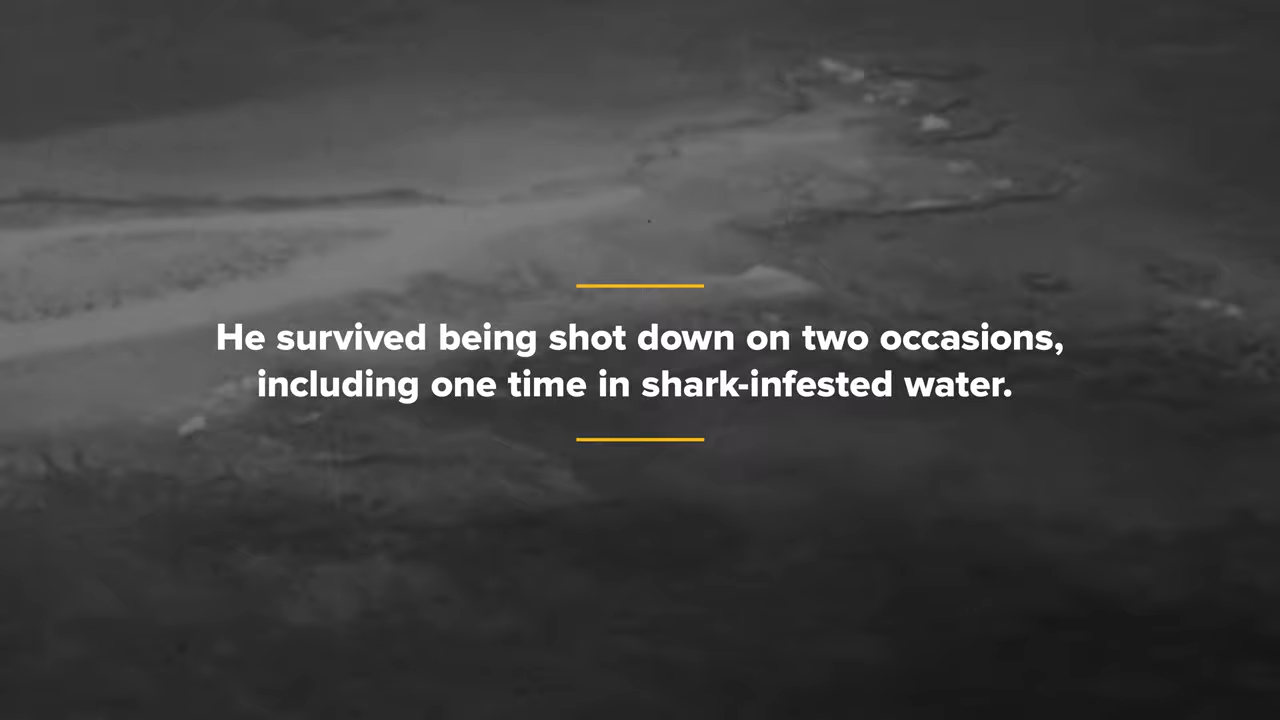 He survived being shot down on two occasions,
including one time in shark-infested water.